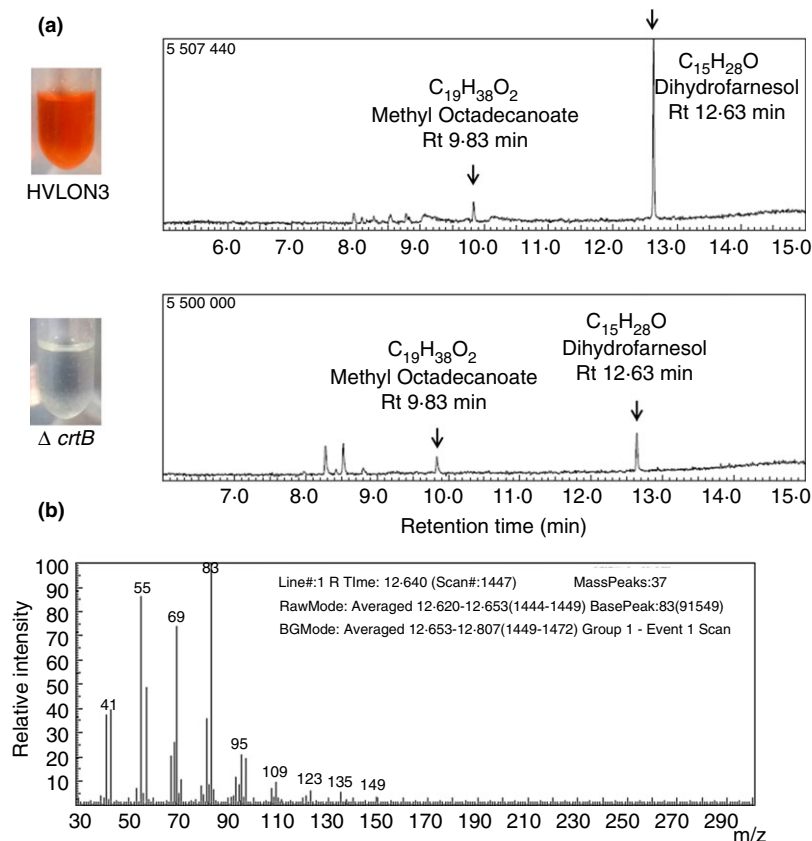 (a)
5 507 440
C19H38O2
Methyl Octadecanoate
Rt 9·83 min
C15H28O
Dihydrofarnesol
Rt 12·63 min
HVLON3
6·0 7·0 8·0 9·0 10·0 11·0 12·0 13·0 14·0 15·0
5 500 000
C19H38O2
Methyl Octadecanoate
Rt 9·83 min
C15H28O
Dihydrofarnesol
Rt 12·63 min
Δ crtB
7·0 8·0 9·0 10·0 11·0 12·0 13·0 14·0 15·0
Retention time (min)
(b)
Relative intensity
100
90
80
70
60
50
40
30
20
10
41
55
69
83
95
109
123
135
149
Line#:1 R TIme: 12·640 (Scan#:1447) MassPeaks:37
RawMode: Averaged 12·620-12·653(1444-1449) BasePeak:83(91549)
BGMode: Averaged 12·653-12·807(1449-1472) Group 1 - Event 1 Scan
30 50 70 90 110 130 150 170 190 210 230 250 270 290
m/z